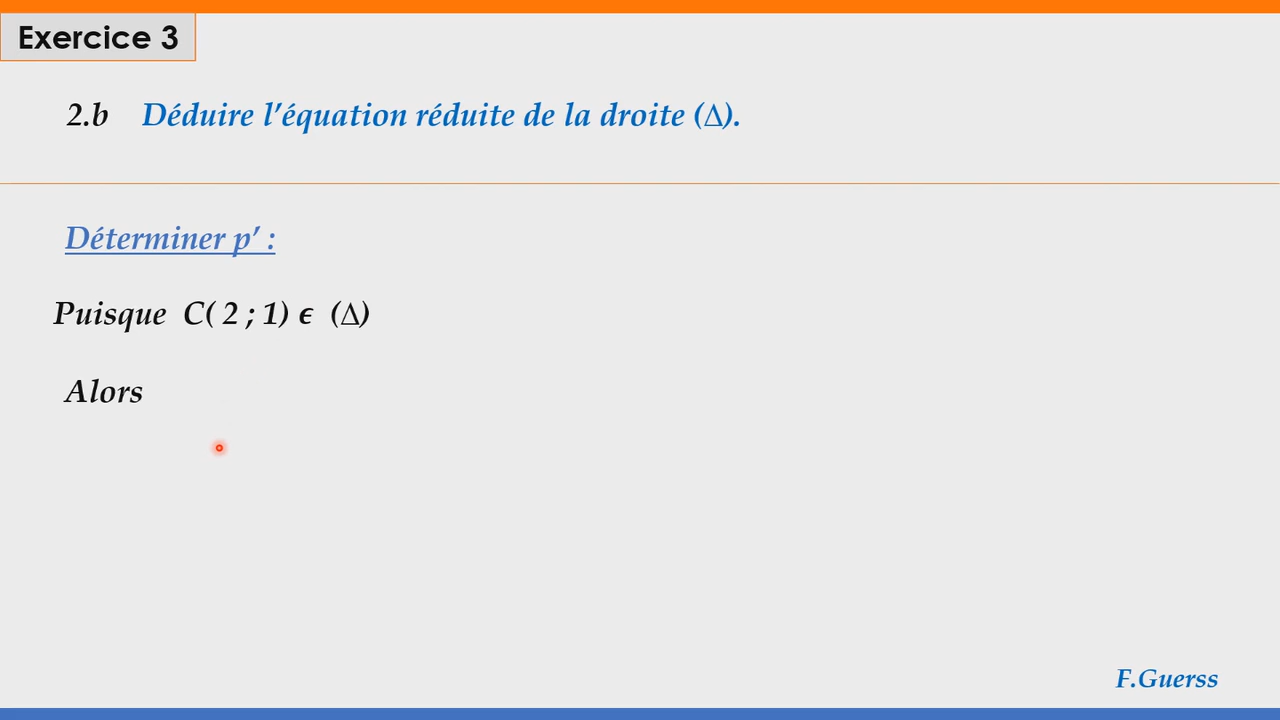 Exercice 3
2.b Déduire l’équation réduite de la droite (∆).
Déterminer p’ :
Puisque C( 2 ; 1) ϵ (∆)
Alors
F.Guerss